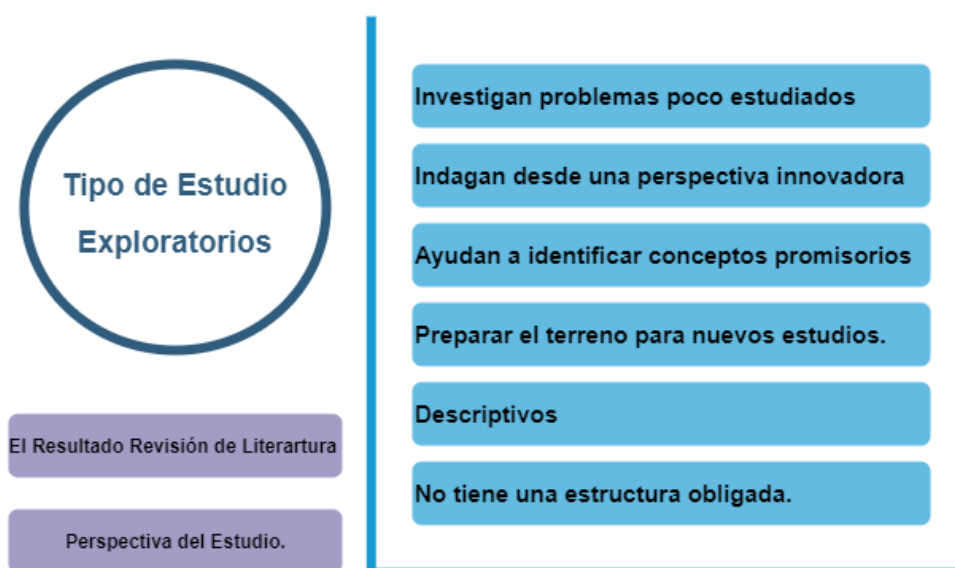 Tipo de Estudio
Exploratorios
El Resultado Revisión de Literartura
Perspectiva del Estudio.
Investigan problemas poco estudiados
Indagan desde una perspectiva innovadora
Ayudan a identificar conceptos promisorios
Preparar el terreno para nuevos estudios.
Descriptivos
No tiene una estructura obligada.